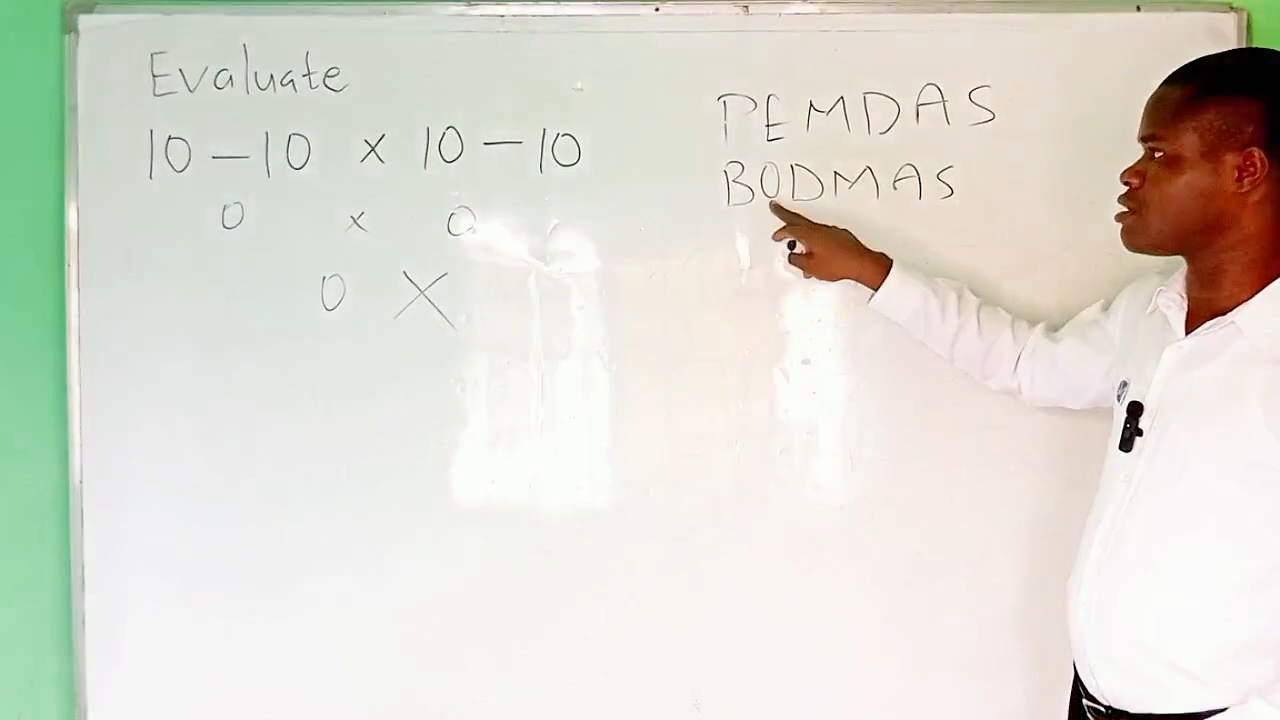 Evaluate
10 – 10 × 10 – 10
0 × 0
0 ×
PEMDAS
BODMAS